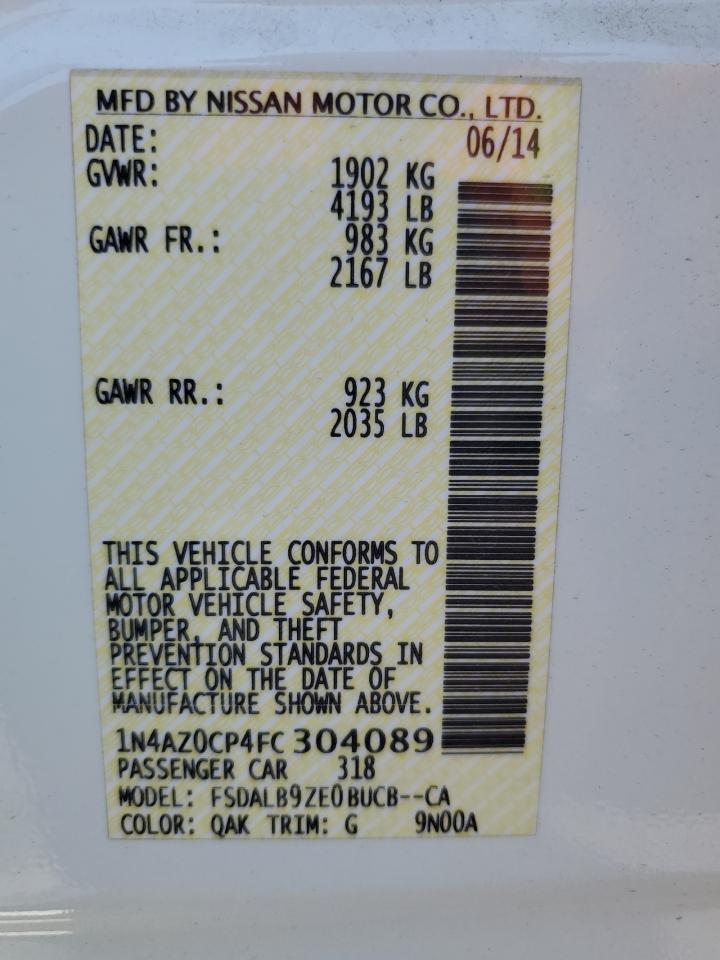 MFD BY NISSAN MOTOR CO., LTD.
DATE: 06/14
GVWR: 1902 KG
4193 LB
GAWR FR.: 983 KG
2167 LB
GAWR RR.: 923 KG
2035 LB
THIS VEHICLE CONFORMS TO
ALL APPLICABLE FEDERAL
MOTOR VEHICLE SAFETY,
BUMPER, AND THEFT
PREVENTION STANDARDS IN
EFFECT ON THE DATE OF
MANUFACTURE SHOWN ABOVE.
1N4AZ0CP4FC304089
PASSENGER CAR 318
MODEL: FSDALB9ZE0BUCB--CA
COLOR: QAK TRIM: G 9N00A